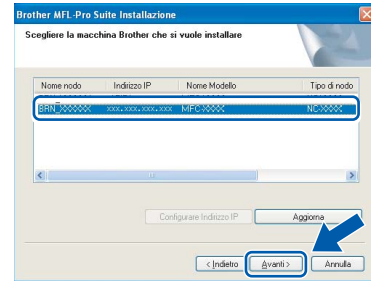 Brother MFL-Pro Suite Installazione
Scegliere la macchina Brother che si vuole installare
Nome nodo Indirizzo IP Nome Modello Tipo di nodo
BRN_XXXXXX xxx.xxx.xxx.xxx MFC-XXXX NC-XXXX
Configurare Indirizzo IP Aggiorna
< Indietro Avanti > Annulla